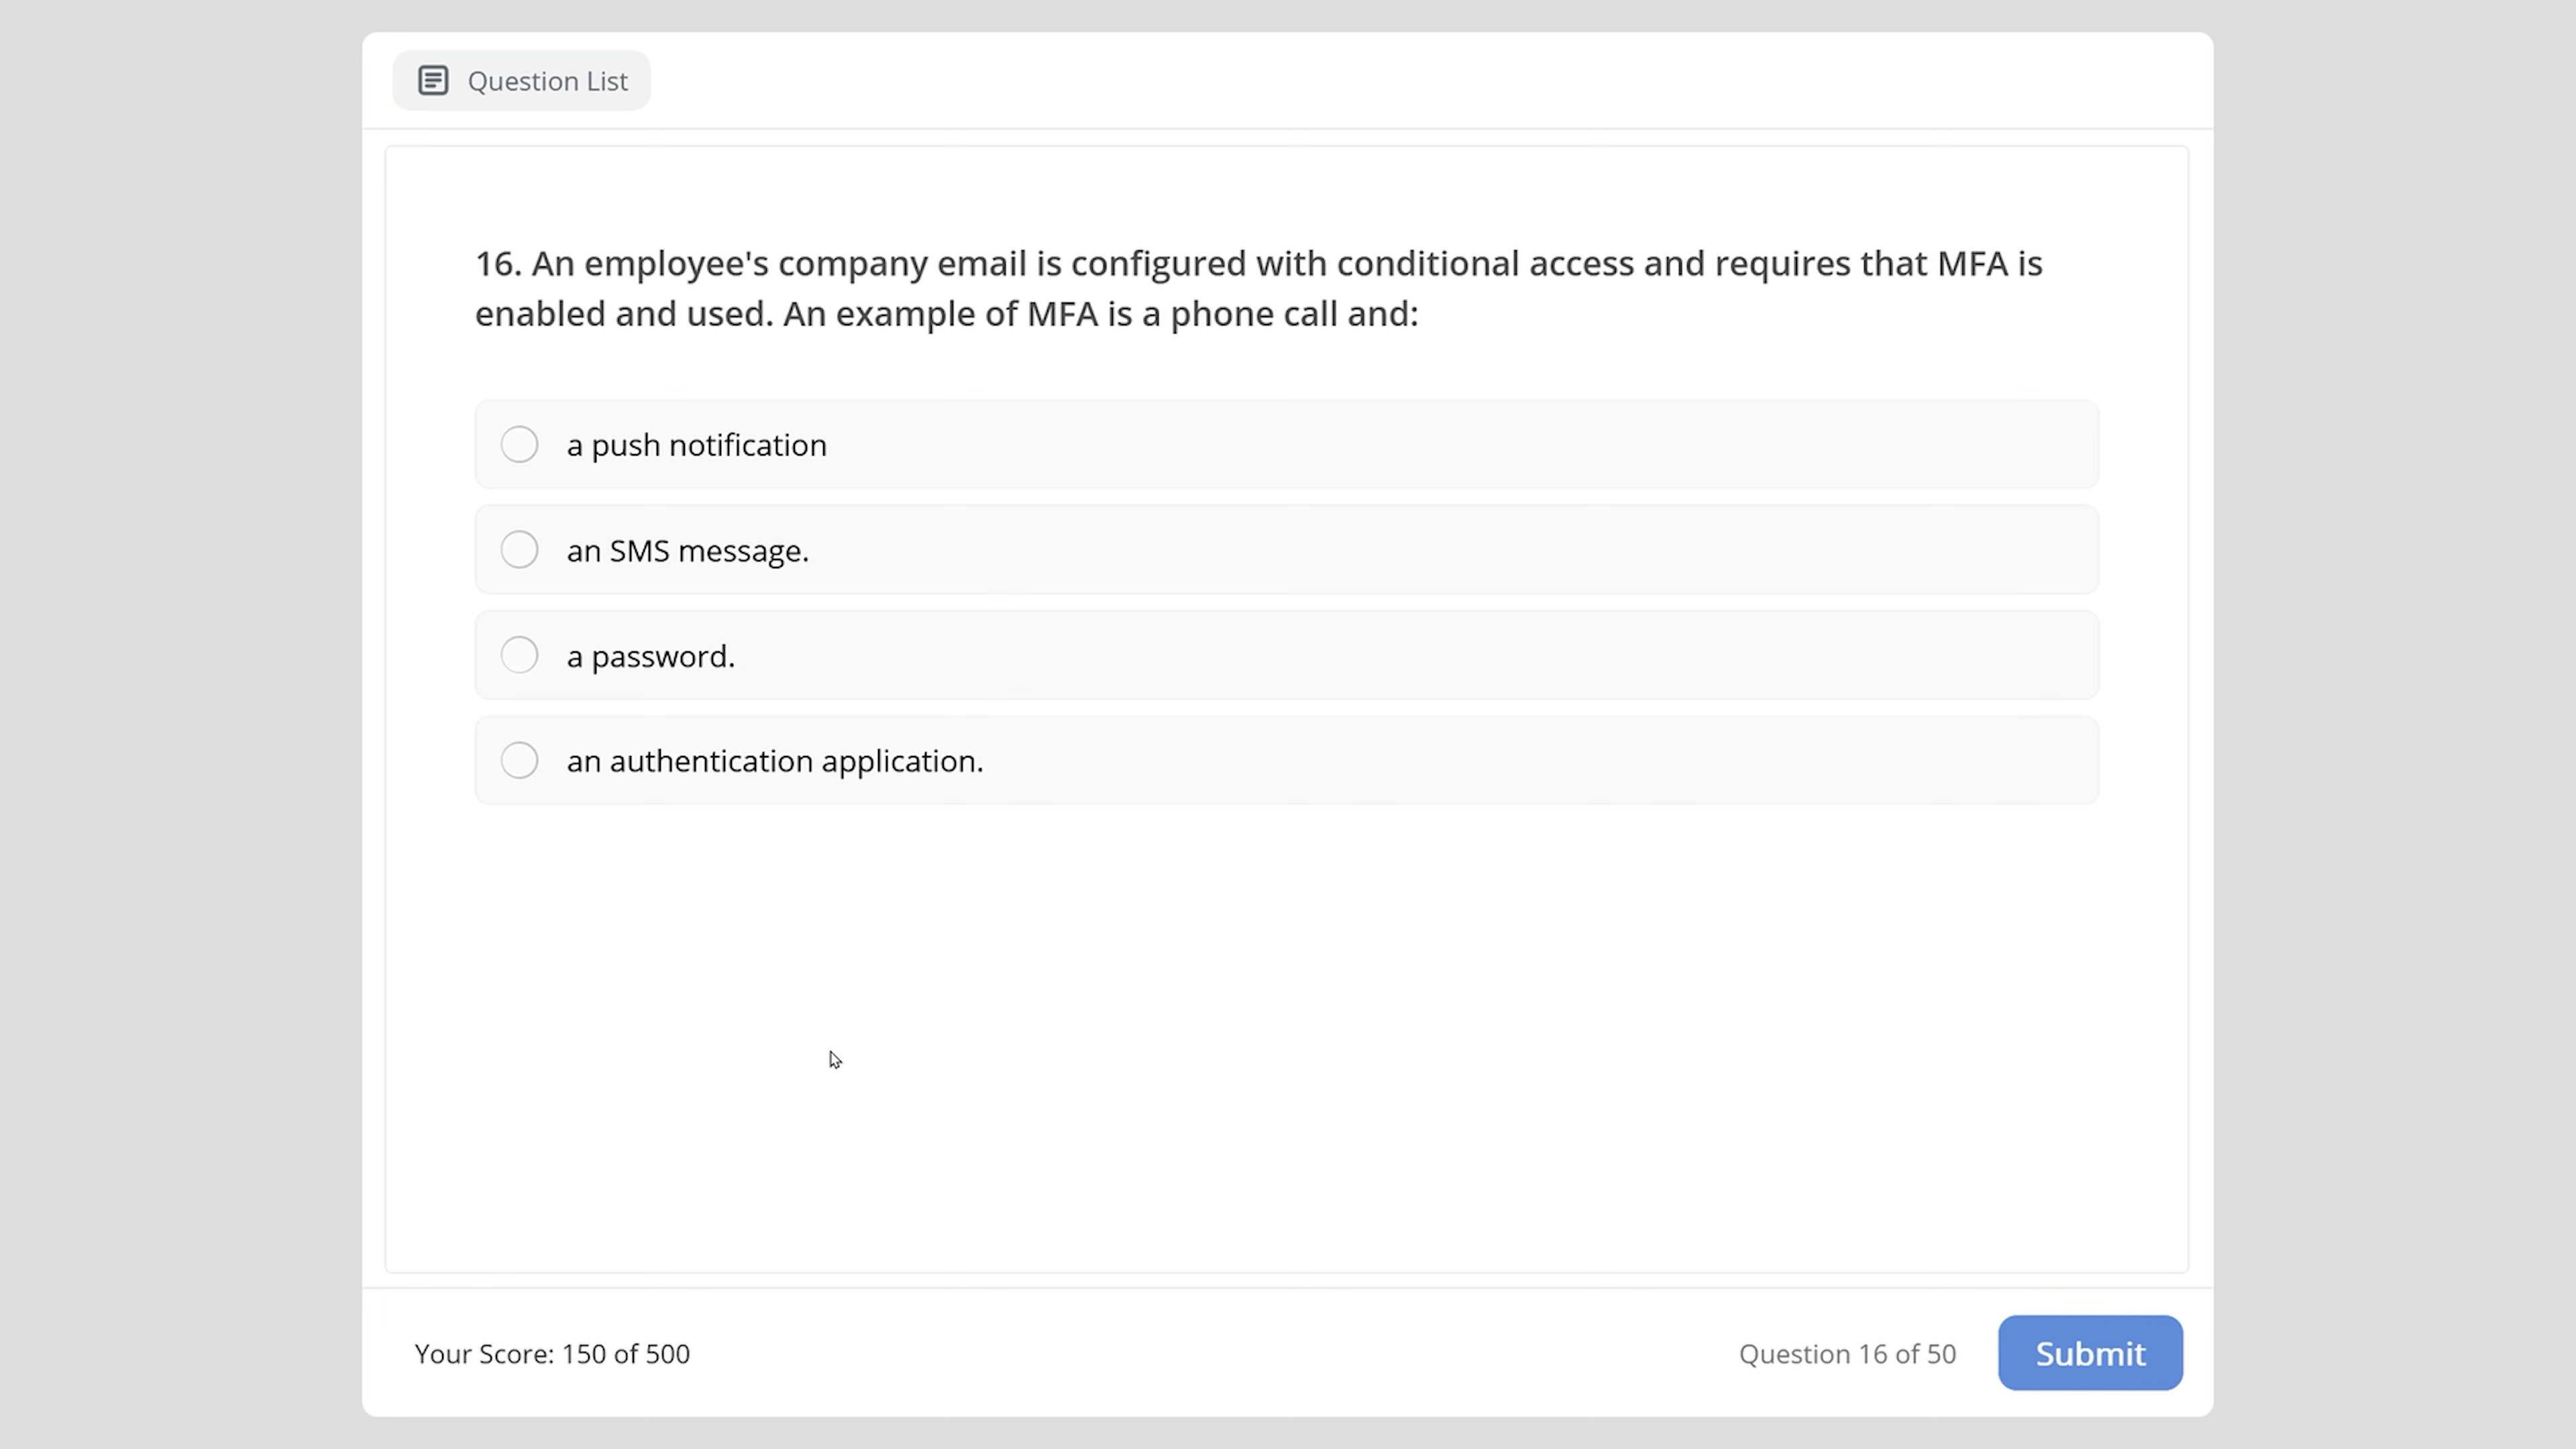 Question List
16. An employee's company email is configured with conditional access and requires that MFA is
enabled and used. An example of MFA is a phone call and:
a push notification
an SMS message.
a password.
an authentication application.
Your Score: 150 of 500
Question 16 of 50
Submit